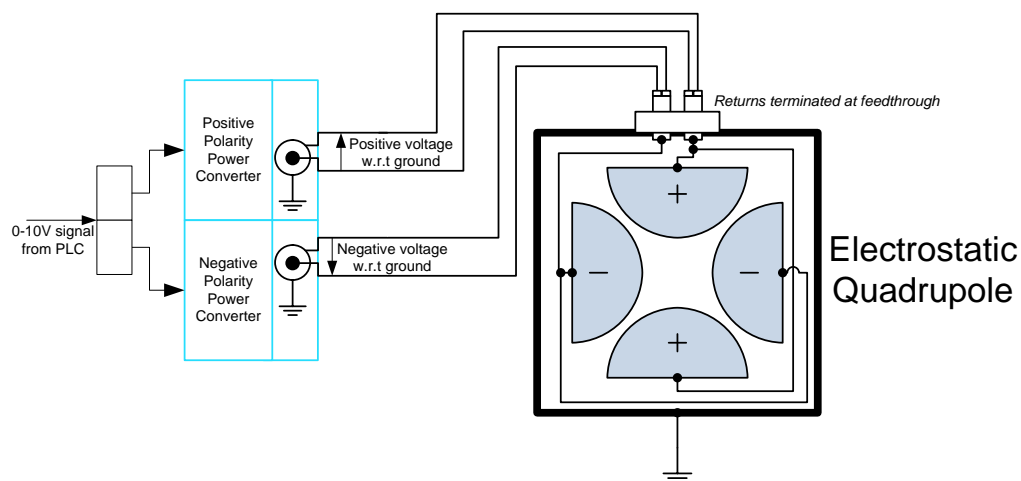 0-10V signal
from PLC
Positive
Polarity
Power
Converter
Negative
Polarity
Power
Converter
Positive voltage
w.r.t ground
Negative voltage
w.r.t ground
Returns terminated at feedthrough
+
−
−
+
Electrostatic
Quadrupole